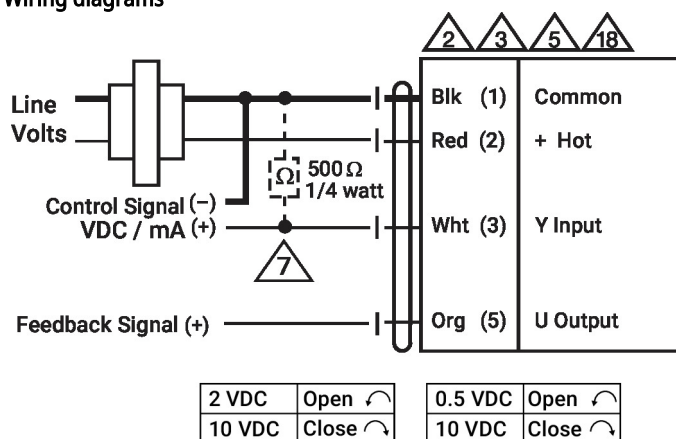 Wiring diagrams
2 3 5 18
Line
Volts
Blk (1) Common
Red (2) + Hot
500 Ω
1/4 watt
Ω
Control Signal (−)
VDC / mA (+)
Wht (3) Y Input
7
Feedback Signal (+)
Org (5) U Output
2 VDC Open
10 VDC Close
0.5 VDC Open
10 VDC Close